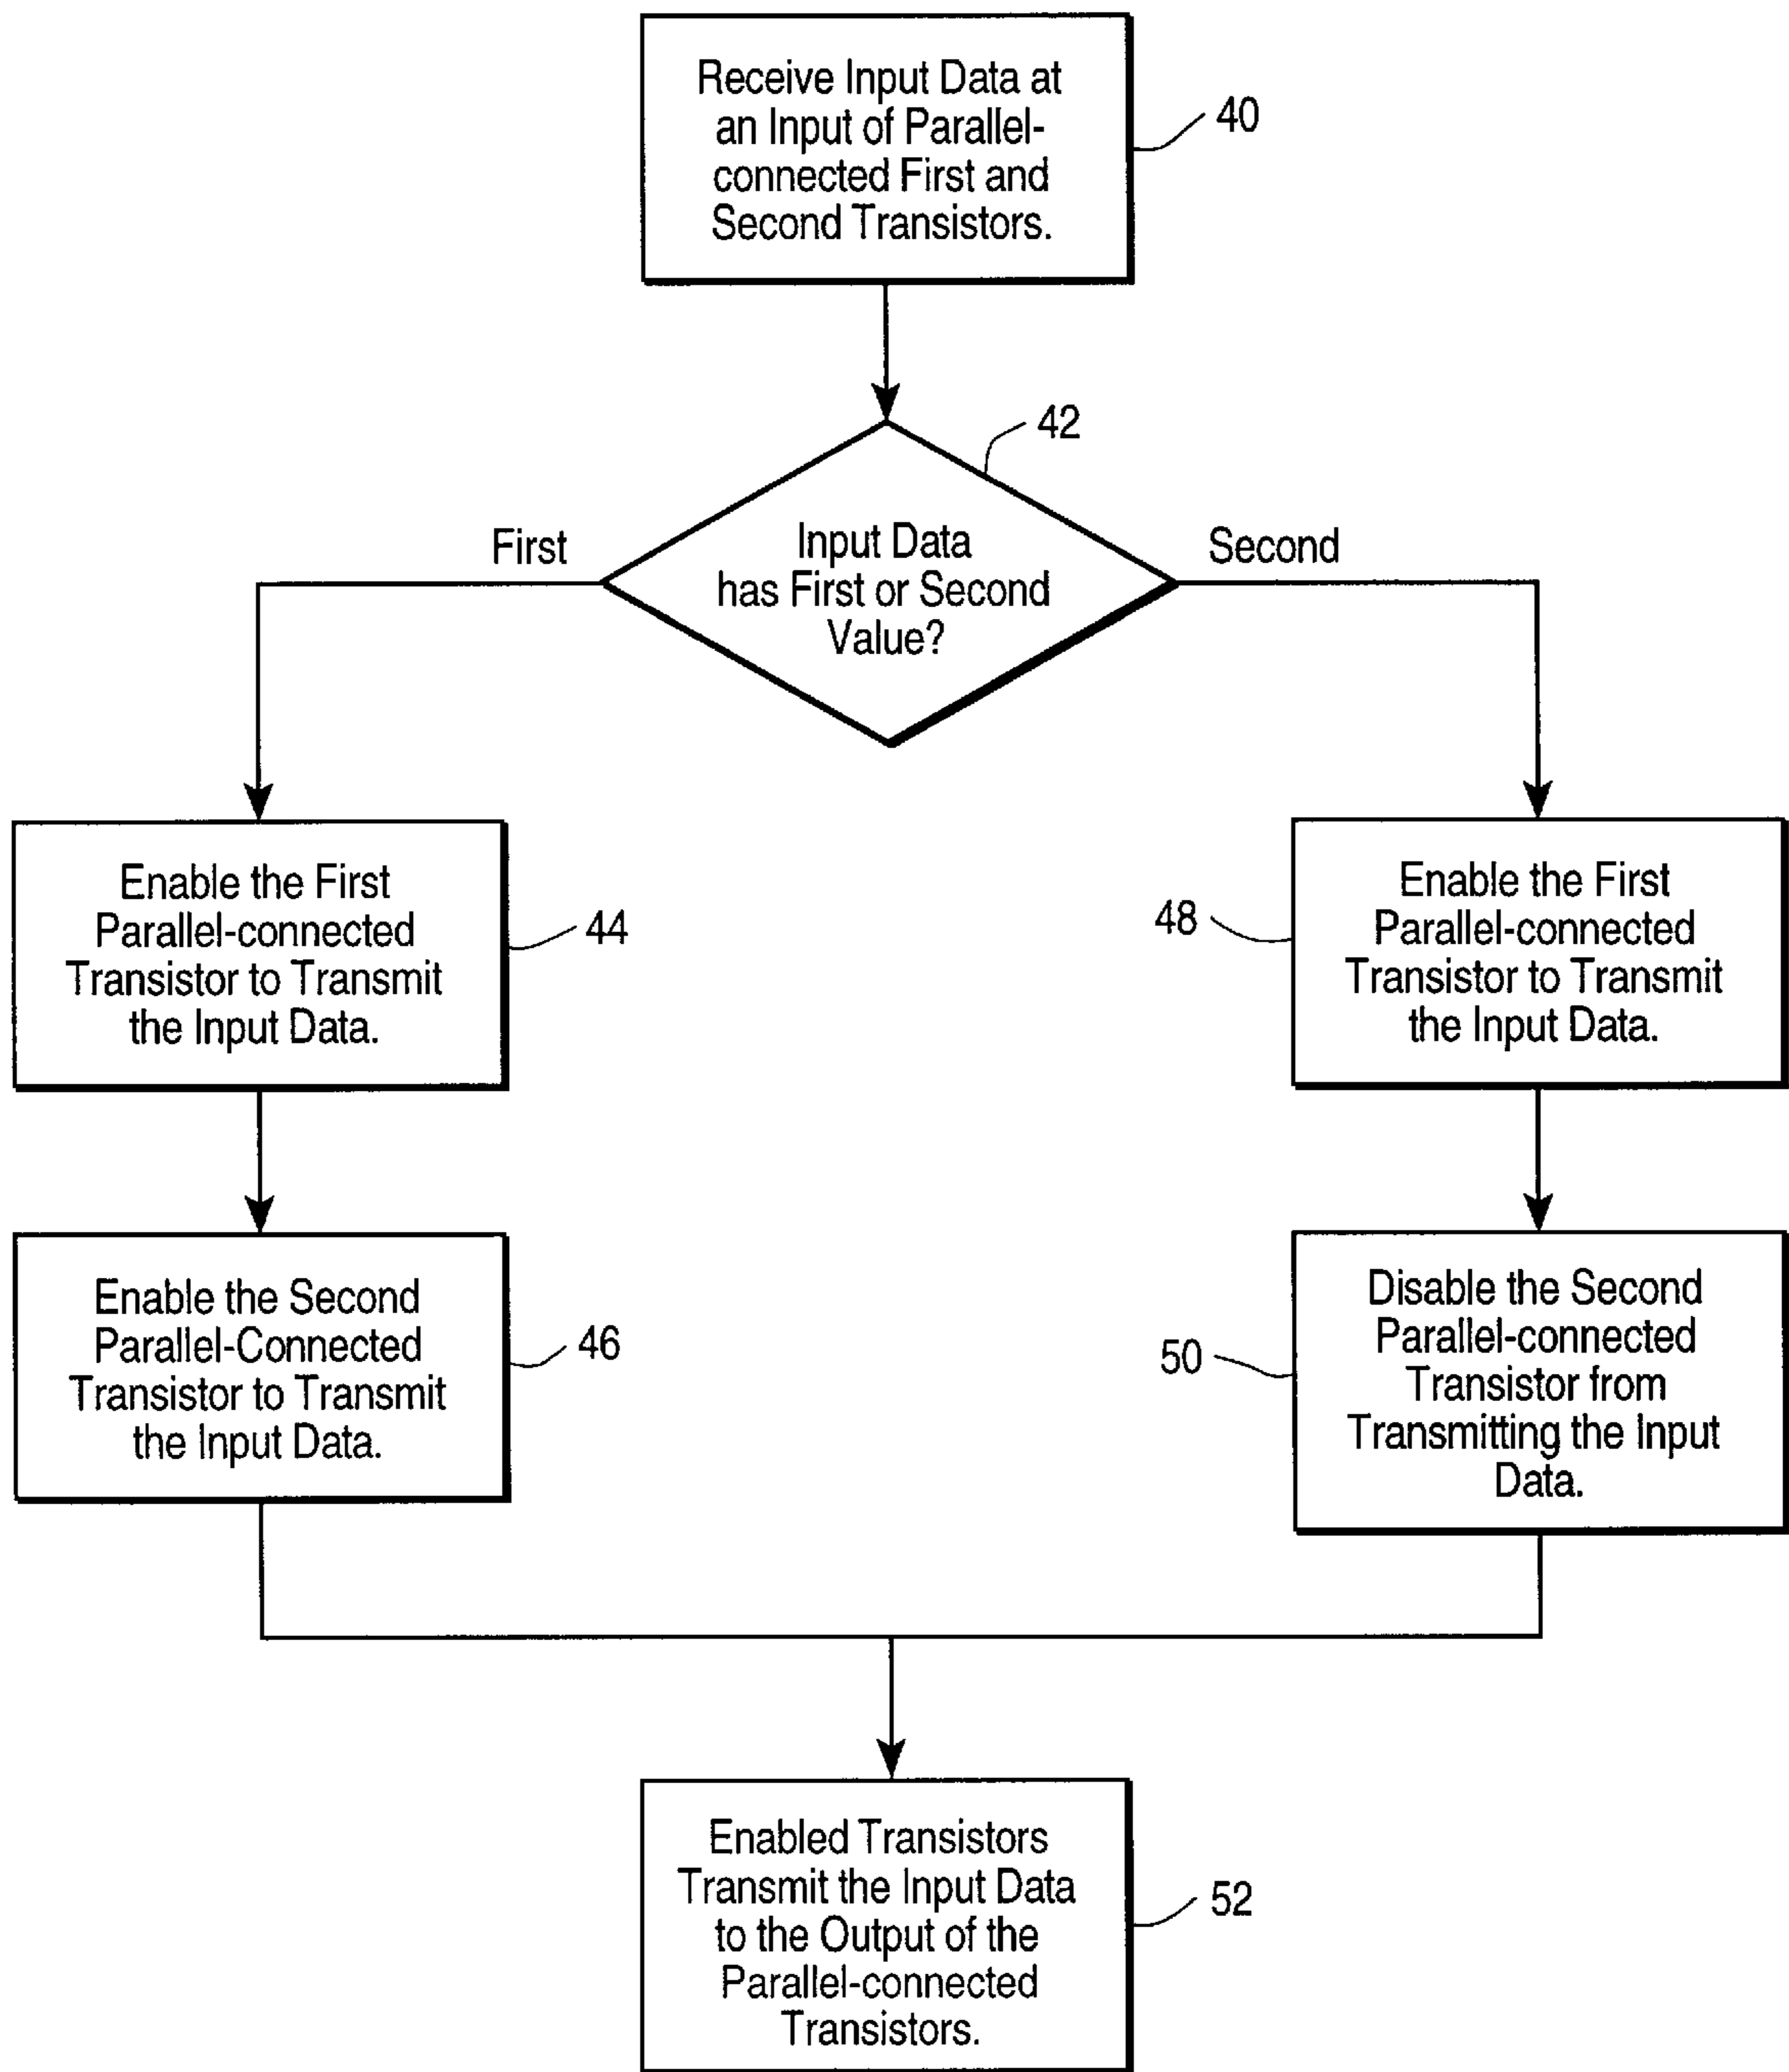 Receive Input Data at
an Input of Parallel-
connected First and
Second Transistors.
40
42
First
Input Data
has First or Second
Value?
Second
Enable the First
Parallel-connected
Transistor to Transmit
the Input Data.
44
48
Enable the First
Parallel-connected
Transistor to Transmit
the Input Data.
Enable the Second
Parallel-Connected
Transistor to Transmit
the Input Data.
46
50
Disable the Second
Parallel-connected
Transistor from
Transmitting the Input
Data.
Enabled Transistors
Transmit the Input Data
to the Output of the
Parallel-connected
Transistors.
52